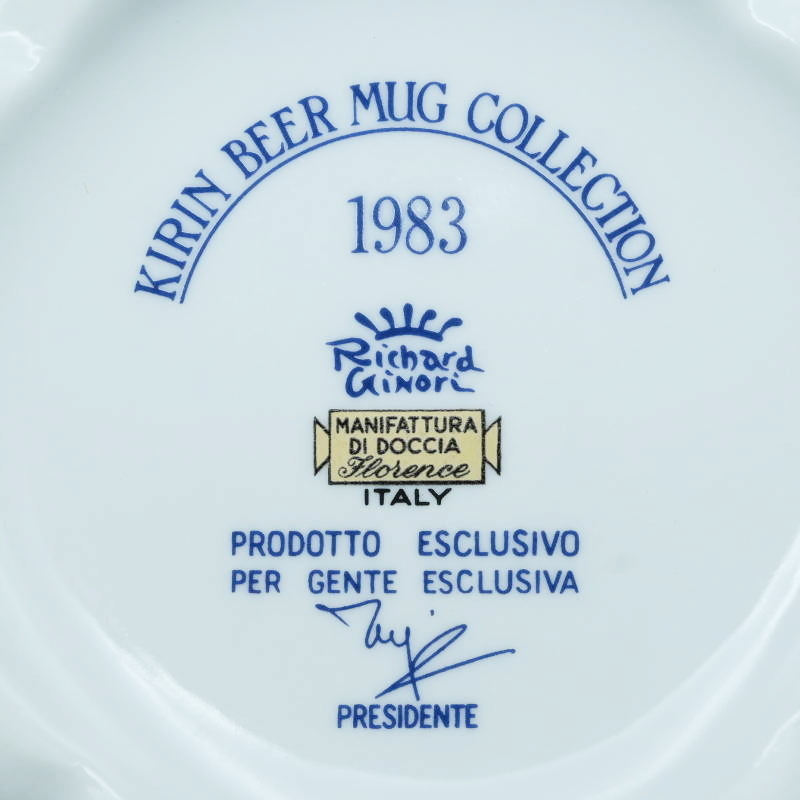 KIRIN BEER MUG COLLECTION
1983
Richard
Ginori
MANIFATTURA
DI DOCCIA
Florence
ITALY
PRODOTTO ESCLUSIVO
PER GENTE ESCLUSIVA
PRESIDENTE